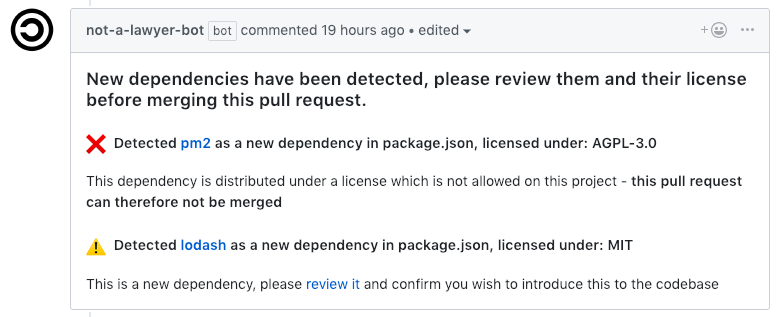 not-a-lawyer-bot bot commented 19 hours ago • edited
New dependencies have been detected, please review them and their license
before merging this pull request.
Detected pm2 as a new dependency in package.json, licensed under: AGPL-3.0
This dependency is distributed under a license which is not allowed on this project - this pull request
can therefore not be merged
Detected lodash as a new dependency in package.json, licensed under: MIT
This is a new dependency, please review it and confirm you wish to introduce this to the codebase